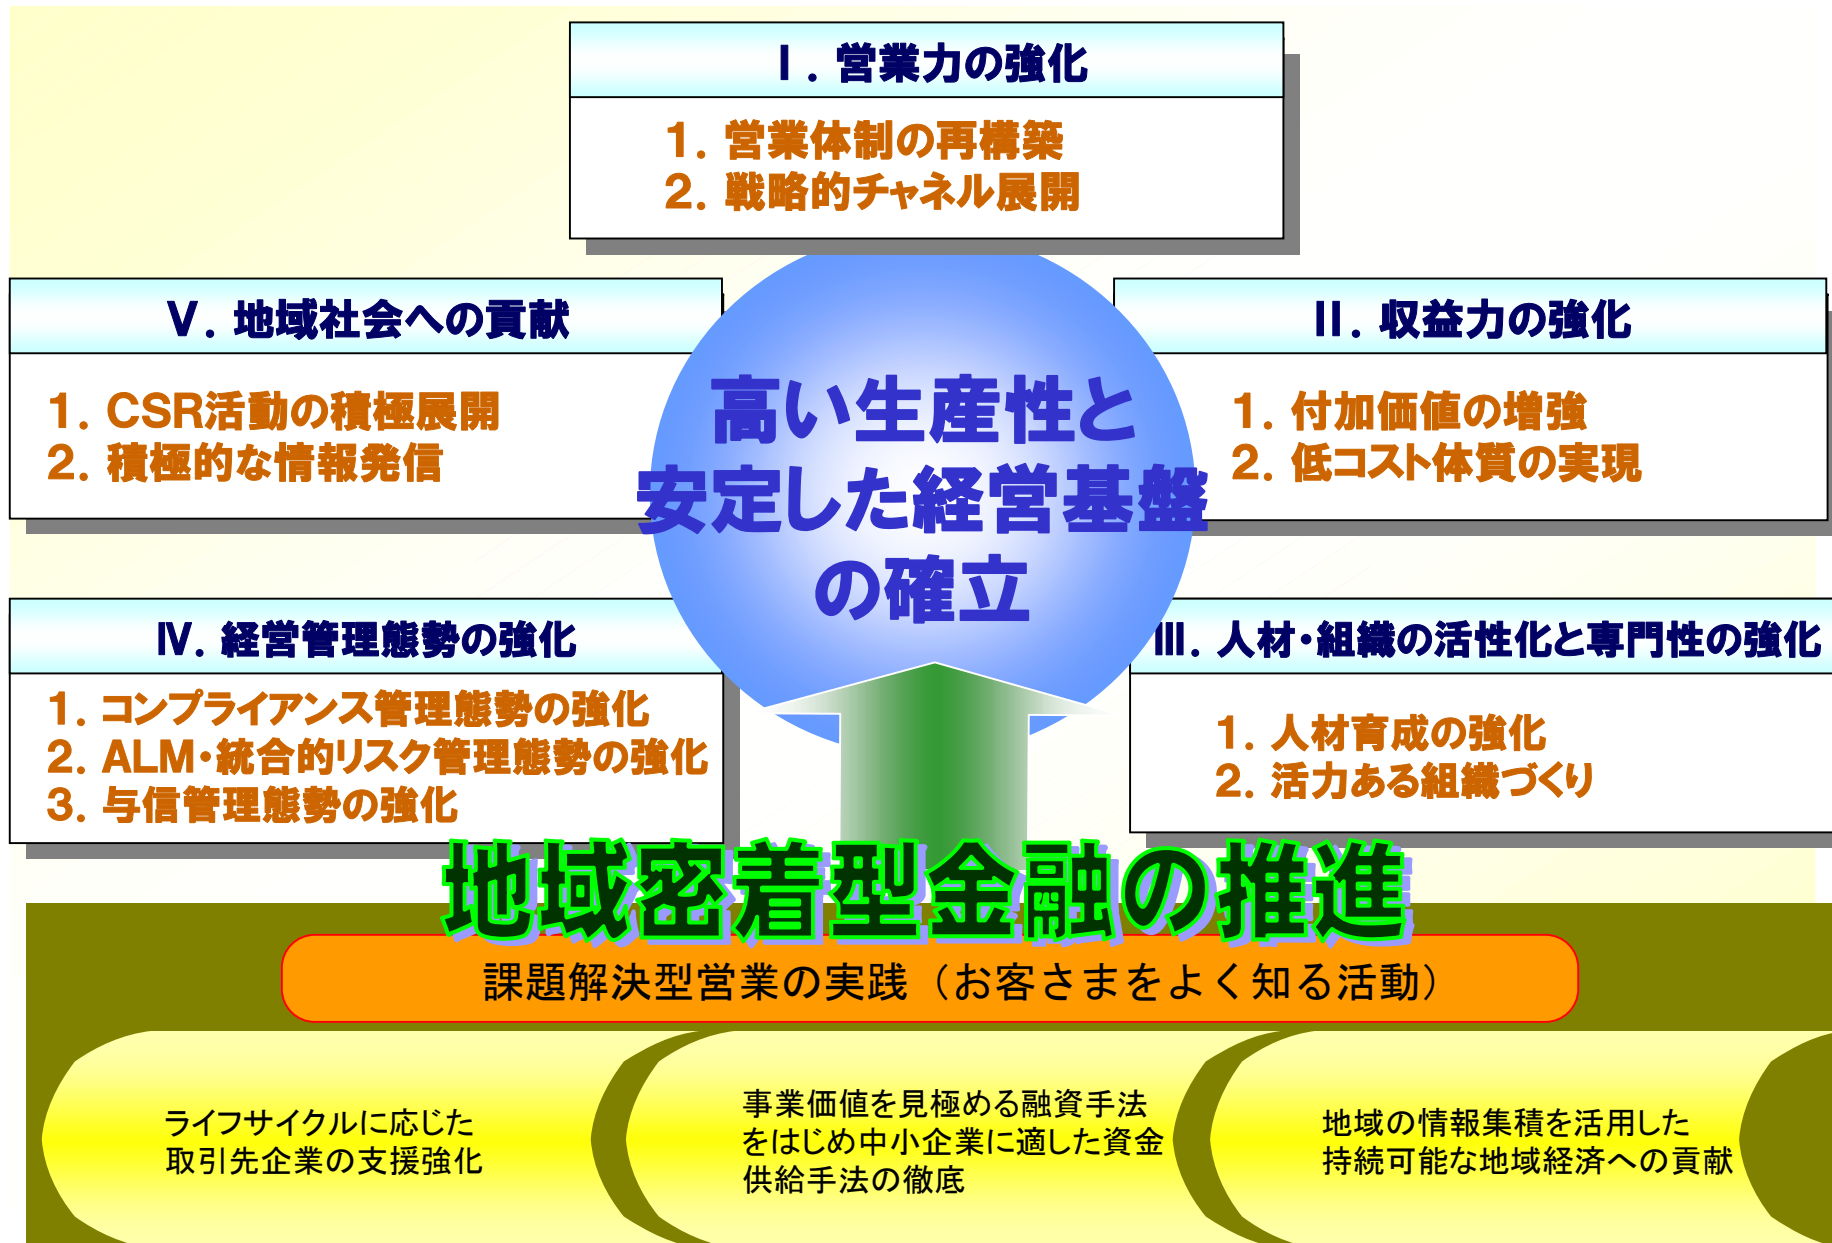 Ⅰ. 営業力の強化
1. 営業体制の再構築
2. 戦略的チャネル展開
Ⅴ. 地域社会への貢献
1. CSR活動の積極展開
2. 積極的な情報発信
高い生産性と
安定した経営基盤
の確立
Ⅱ. 収益力の強化
1. 付加価値の増強
2. 低コスト体質の実現
Ⅳ. 経営管理態勢の強化
1. コンプライアンス管理態勢の強化
2. ALM・統合的リスク管理態勢の強化
3. 与信管理態勢の強化
Ⅲ. 人材・組織の活性化と専門性の強化
1. 人材育成の強化
2. 活力ある組織づくり
地域密着型金融の推進
課題解決型営業の実践（お客さまをよく知る活動）
ライフサイクルに応じた
取引先企業の支援強化
事業価値を見極める融資手法
をはじめ中小企業に適した資金
供給手法の徹底
地域の情報集積を活用した
持続可能な地域経済への貢献